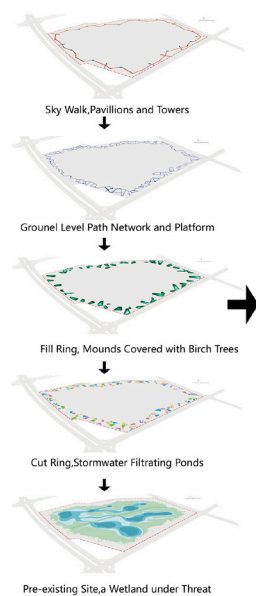 Sky Walk,Pavillions and Towers
Grounel Level Path Network and Platform
Fill Ring, Mounds Covered with Birch Trees
Cut Ring,Stormwater Filtrating Ponds
Pre-existing Site,a Wetland under Threat